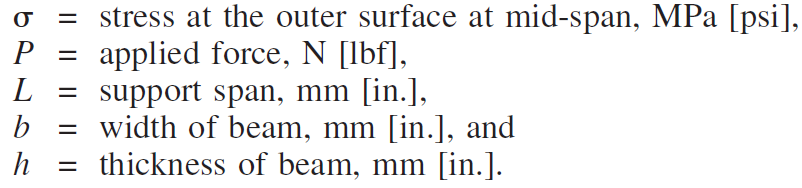 σ = stress at the outer surface at mid-span, MPa [psi],
P = applied force, N [lbf],
L = support span, mm [in.],
b = width of beam, mm [in.], and
h = thickness of beam, mm [in.].